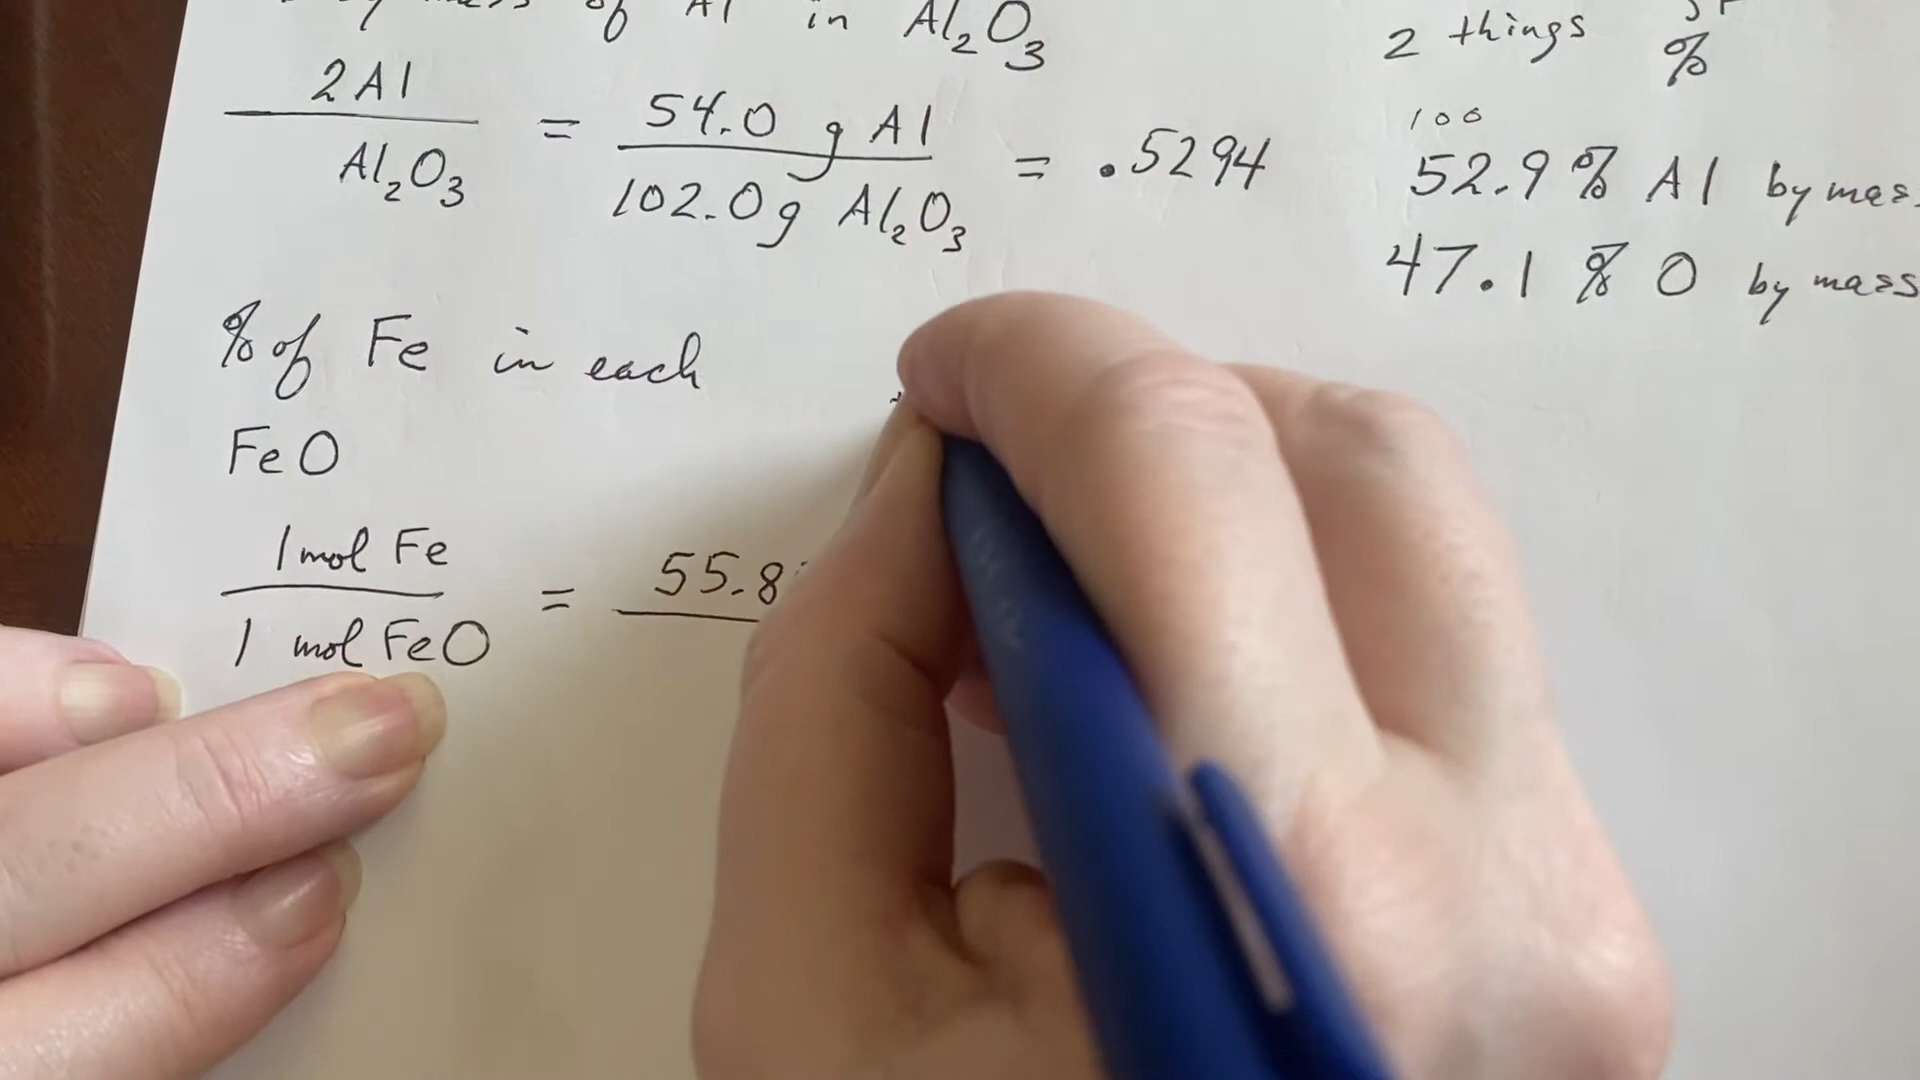 of Al in Al₂O₃
2 things %
2Al / Al₂O₃ = 54.0 g Al / 102.0g Al₂O₃ = .5294
100
52.9 % Al by
47.1 % O by mass
% of Fe in each
FeO
1 mol Fe / 1 mol FeO = 55.8